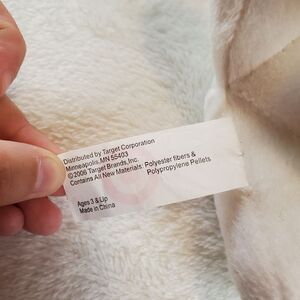 Distributed by Target Corporation
Minneapolis, MN 55403
©2006 Target Brands, Inc.
Contains All New Materials: Polyester fibers &
Polypropylene Pellets
Ages 3 & Up
Made in China